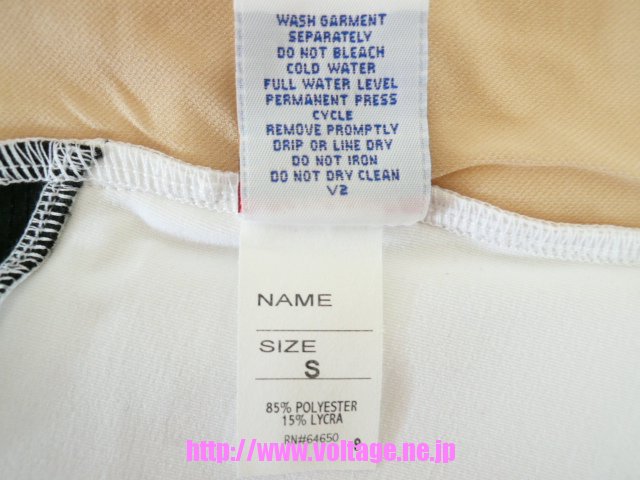 WASH GARMENT
SEPARATELY
DO NOT BLEACH
COLD WATER
FULL WATER LEVEL
PERMANENT PRESS
CYCLE
REMOVE PROMPTLY
DRIP OR LINE DRY
DO NOT IRON
DO NOT DRY CLEAN
V2
NAME
SIZE
S
85% POLYESTER
15% LYCRA
RN#64650 9
http://www.voltage.ne.jp